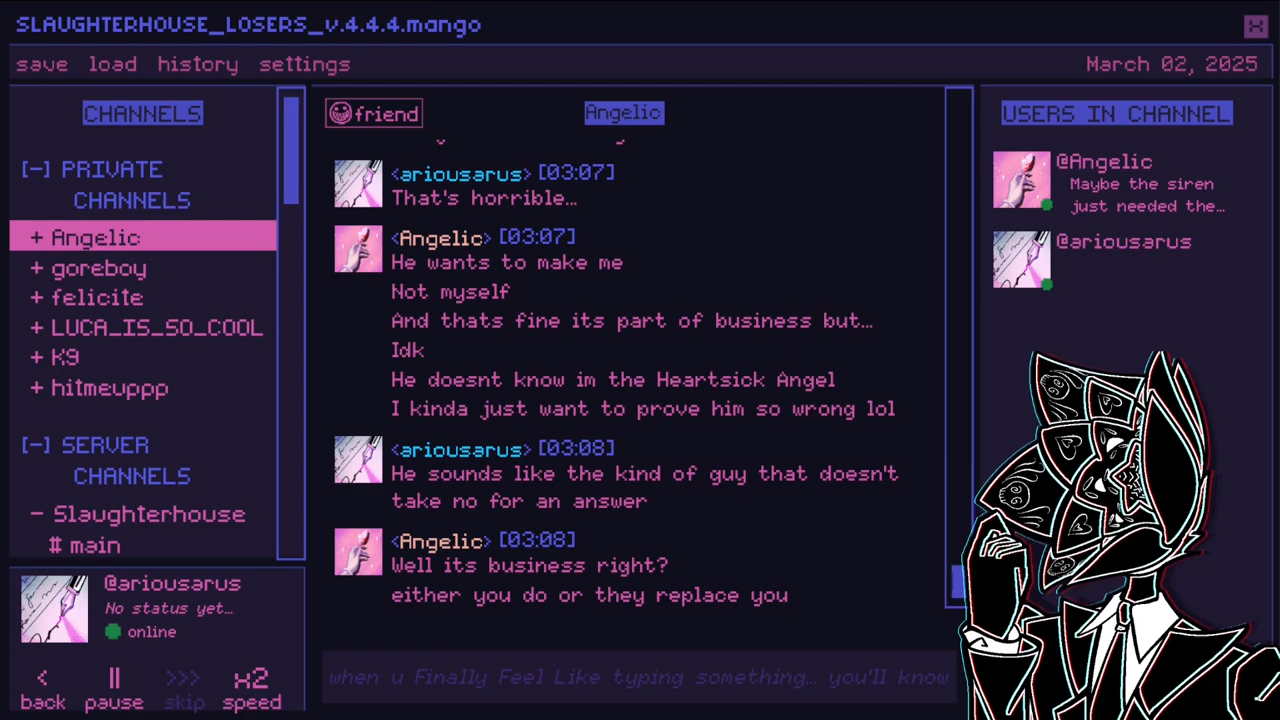 SLAUGHTERHOUSE_LOSERS_v.4.4.4.mango
x
save load history settings
March 02, 2025
CHANNELS
[-] PRIVATE
CHANNELS
+ Angelic
+ goreboy
+ felicite
+ LUCA_IS_SO_COOL
+ K9
+ hitmeuppp
[-] SERVER
CHANNELS
- Slaughterhouse
# main
@ariousarus
No status yet...
online
< || >>> x2
back pause skip speed
friend
Angelic
<ariousarus> [03:07]
That's horrible...
<Angelic> [03:07]
He wants to make me
Not myself
And thats fine its part of business but...
Idk
He doesnt know im the Heartsick Angel
I kinda just want to prove him so wrong lol
<ariousarus> [03:08]
He sounds like the kind of guy that doesn't
take no for an answer
<Angelic> [03:08]
Well its business right?
either you do or they replace you
when u Finally Feel Like typing something... you'll know
USERS IN CHANNEL
@Angelic
Maybe the siren
just needed the...
@ariousarus